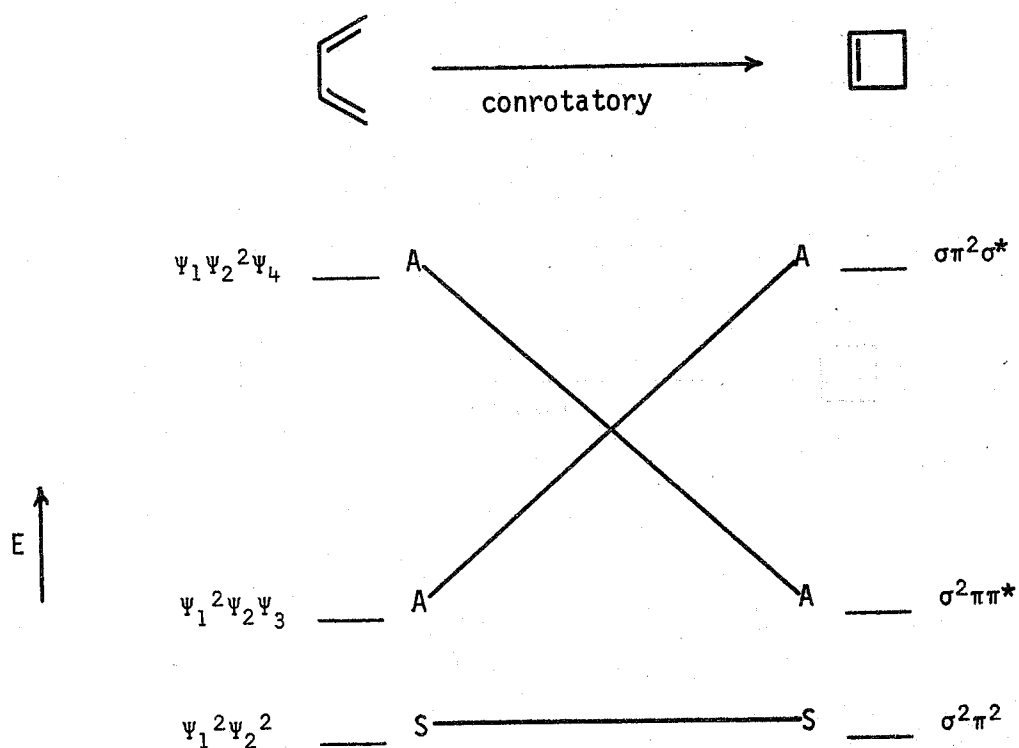 conrotatory
Ψ₁Ψ₂²Ψ₄ A A σπ²σ*
E
Ψ₁²Ψ₂Ψ₃ A A σ²ππ*
Ψ₁²Ψ₂² S S σ²π²